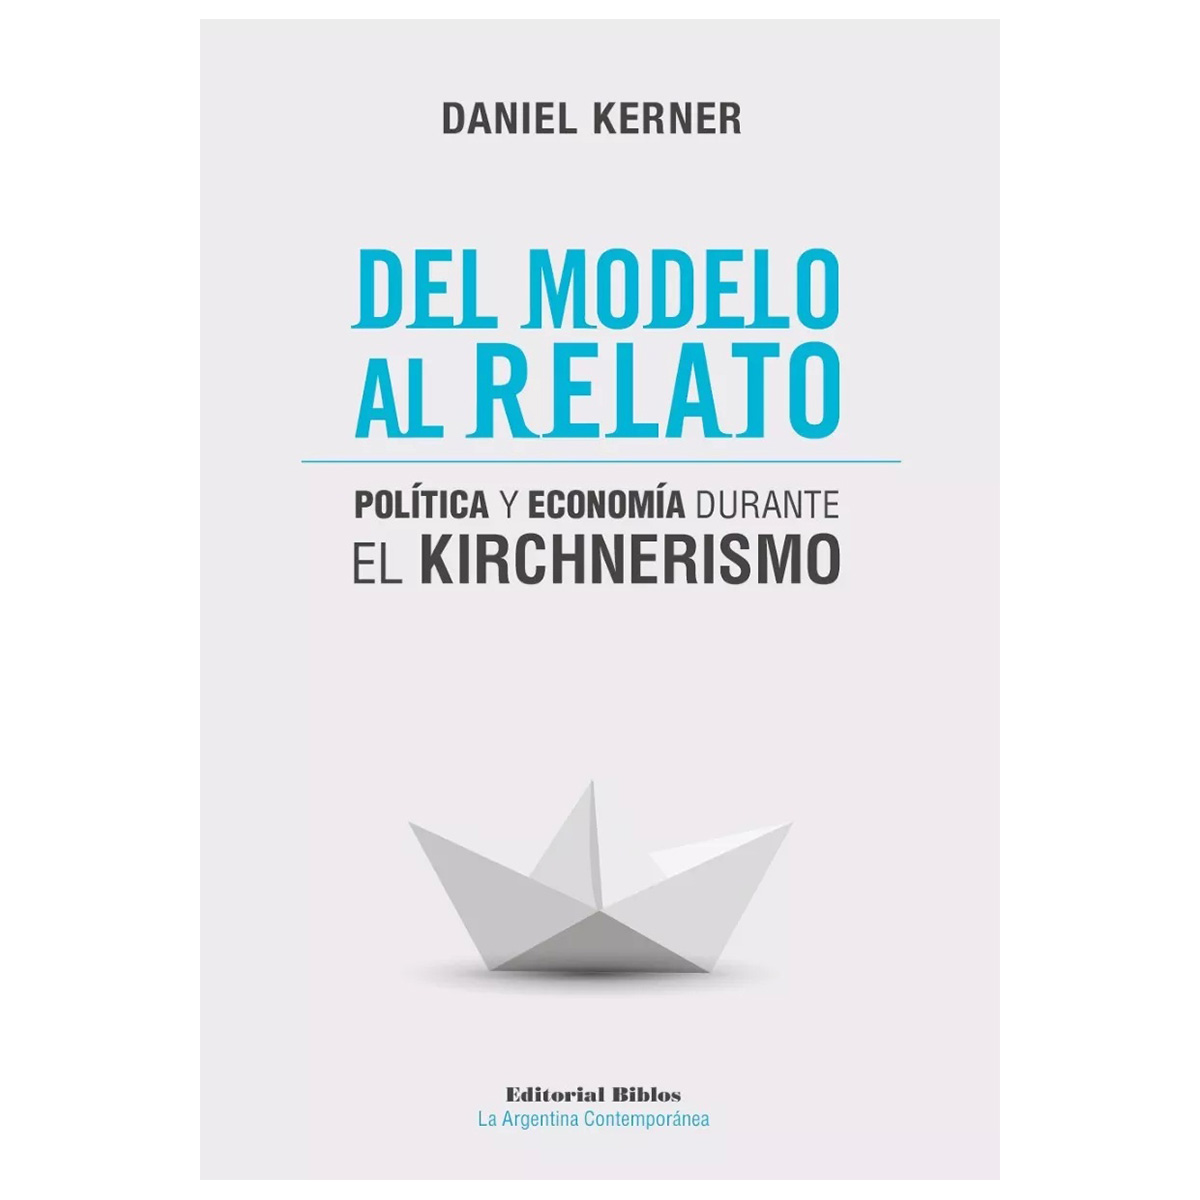 DANIEL KERNER
DEL MODELO
AL RELATO
POLÍTICA Y ECONOMÍA DURANTE
EL KIRCHNERISMO
Editorial Biblos
La Argentina Contemporánea